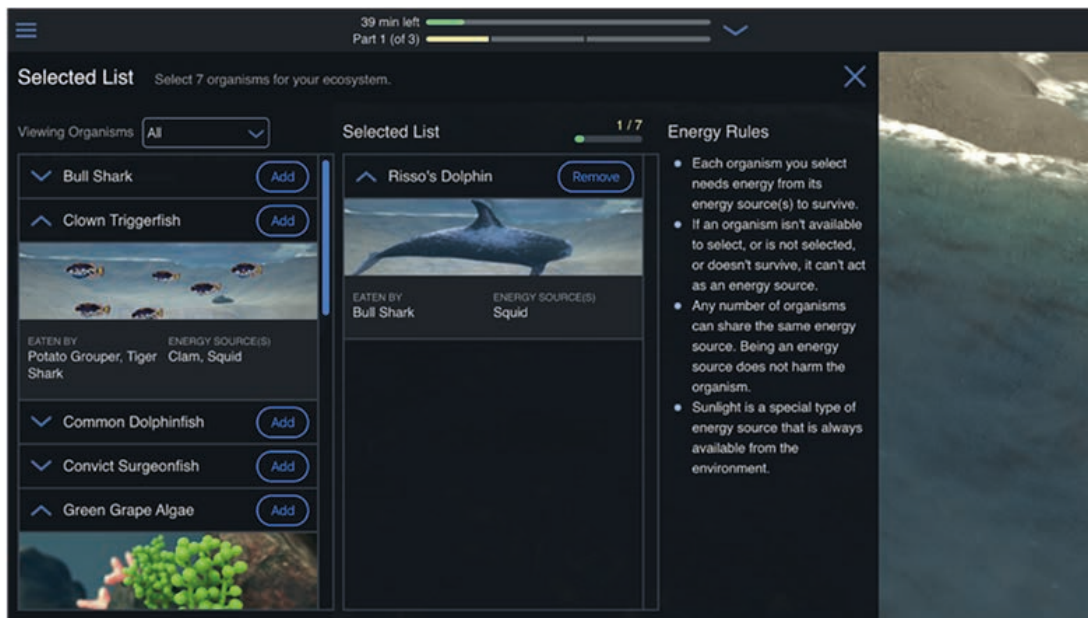 39 min left
Part 1 (of 3)
Selected List Select 7 organisms for your ecosystem.
Viewing Organisms All
Bull Shark Add
Clown Triggerfish Add
EATEN BY ENERGY SOURCE(S)
Potato Grouper, Tiger Clam, Squid
Shark
Common Dolphinfish Add
Convict Surgeonfish Add
Green Grape Algae Add
Selected List 1 / 7
Risso's Dolphin Remove
EATEN BY ENERGY SOURCE(S)
Bull Shark Squid
Energy Rules
Each organism you select
needs energy from its
energy source(s) to survive.
If an organism isn't available
to select, or is not selected,
or doesn't survive, it can't act
as an energy source.
Any number of organisms
can share the same energy
source. Being an energy
source does not harm the
organism.
Sunlight is a special type of
energy source that is always
available from the
environment.